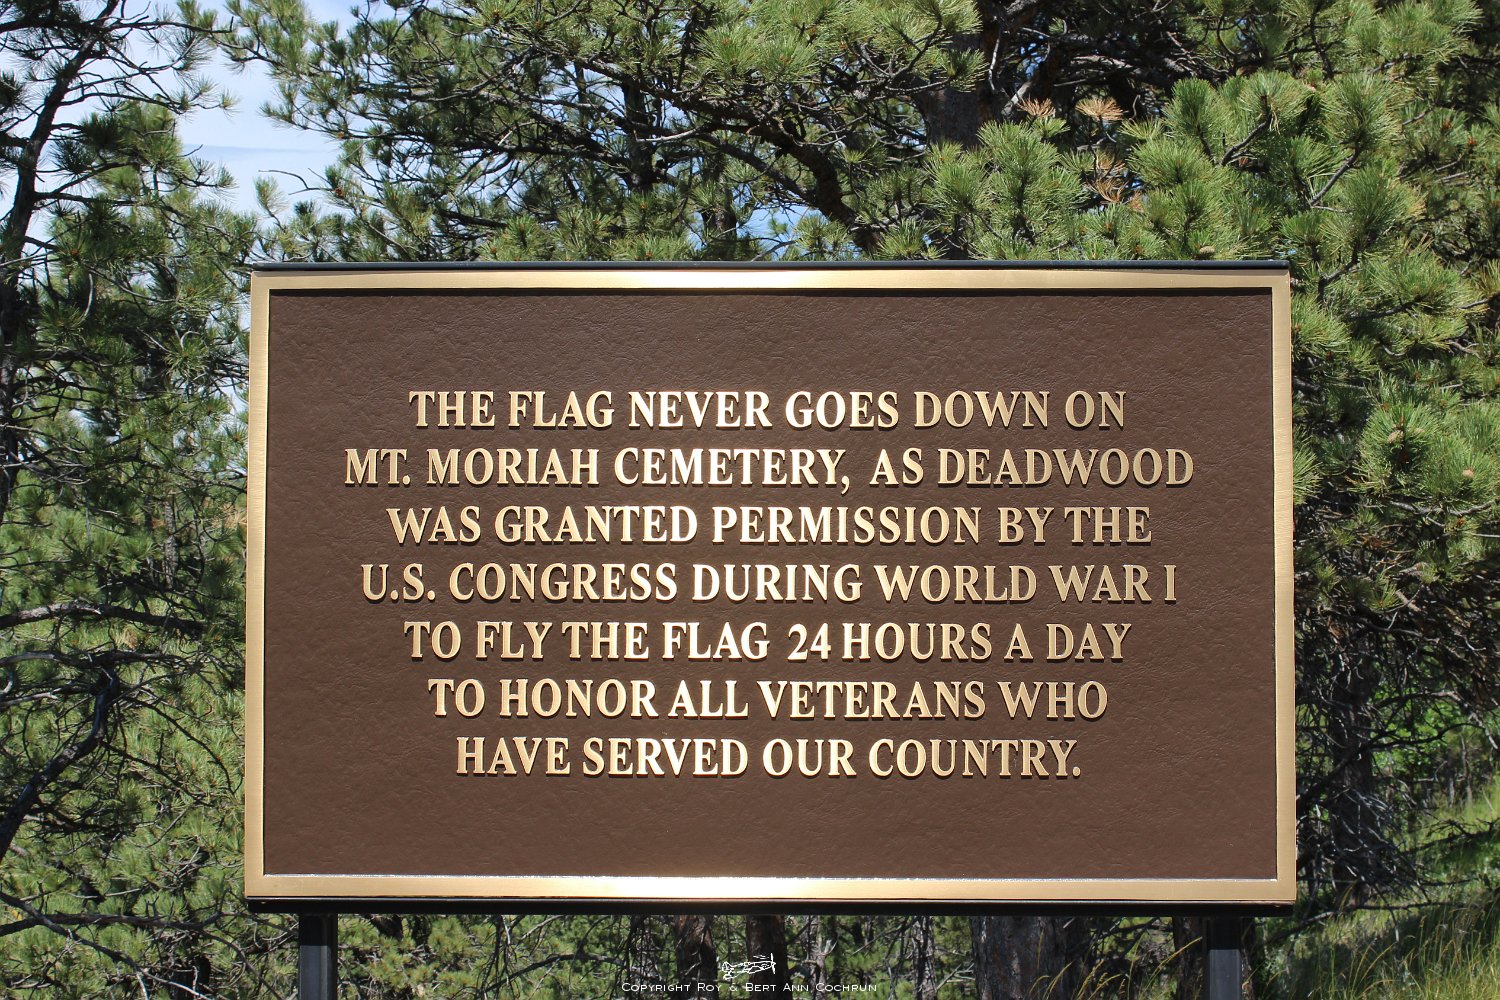 THE FLAG NEVER GOES DOWN ON
MT. MORIAH CEMETERY, AS DEADWOOD
WAS GRANTED PERMISSION BY THE
U.S. CONGRESS DURING WORLD WAR I
TO FLY THE FLAG 24 HOURS A DAY
TO HONOR ALL VETERANS WHO
HAVE SERVED OUR COUNTRY.
Copyright Roy & Bert Ann Cochrun